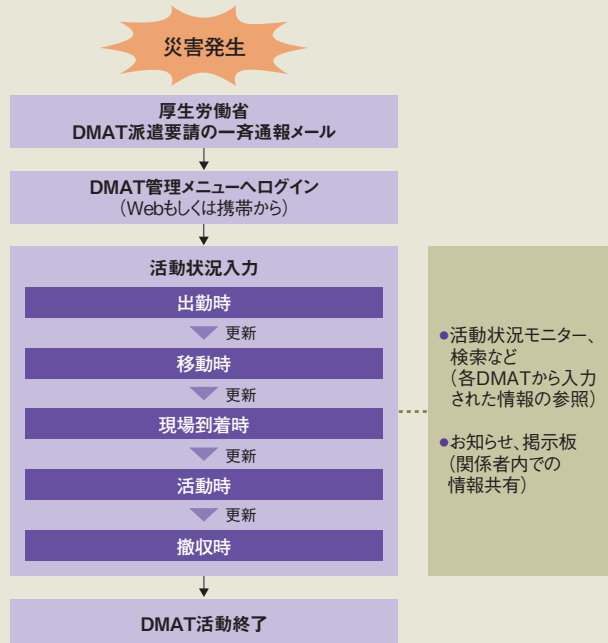 災害発生
厚生労働省
DMAT派遣要請の一斉通報メール
DMAT管理メニューへログイン
（Webもしくは携帯から）
活動状況入力
出勤時
更新
移動時
更新
現場到着時
更新
活動時
更新
撤収時
DMAT活動終了
●活動状況モニター、
検索など
（各DMATから入力
された情報の参照）
●お知らせ、掲示板
（関係者内での
情報共有）